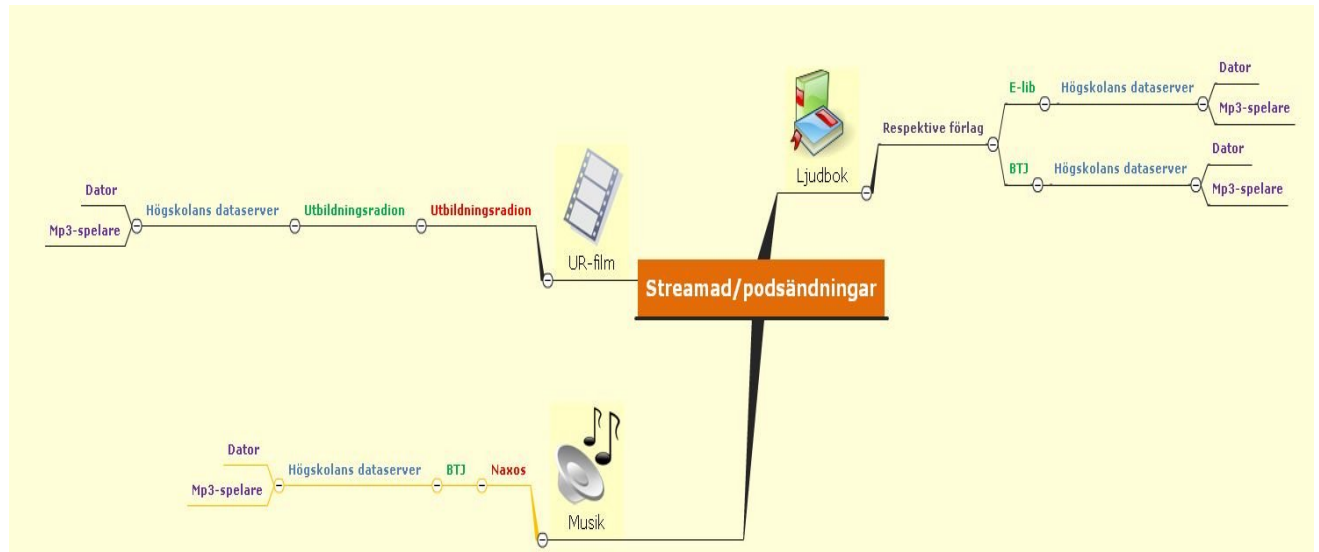 Streamad/podsändningar
Ljudbok
Respektive förlag
E-lib
Högskolans dataserver
Dator
Mp3-spelare
BTJ
Högskolans dataserver
Dator
Mp3-spelare
UR-film
Utbildningsradion
Utbildningsradion
Högskolans dataserver
Dator
Mp3-spelare
Musik
Naxos
BTJ
Högskolans dataserver
Dator
Mp3-spelare